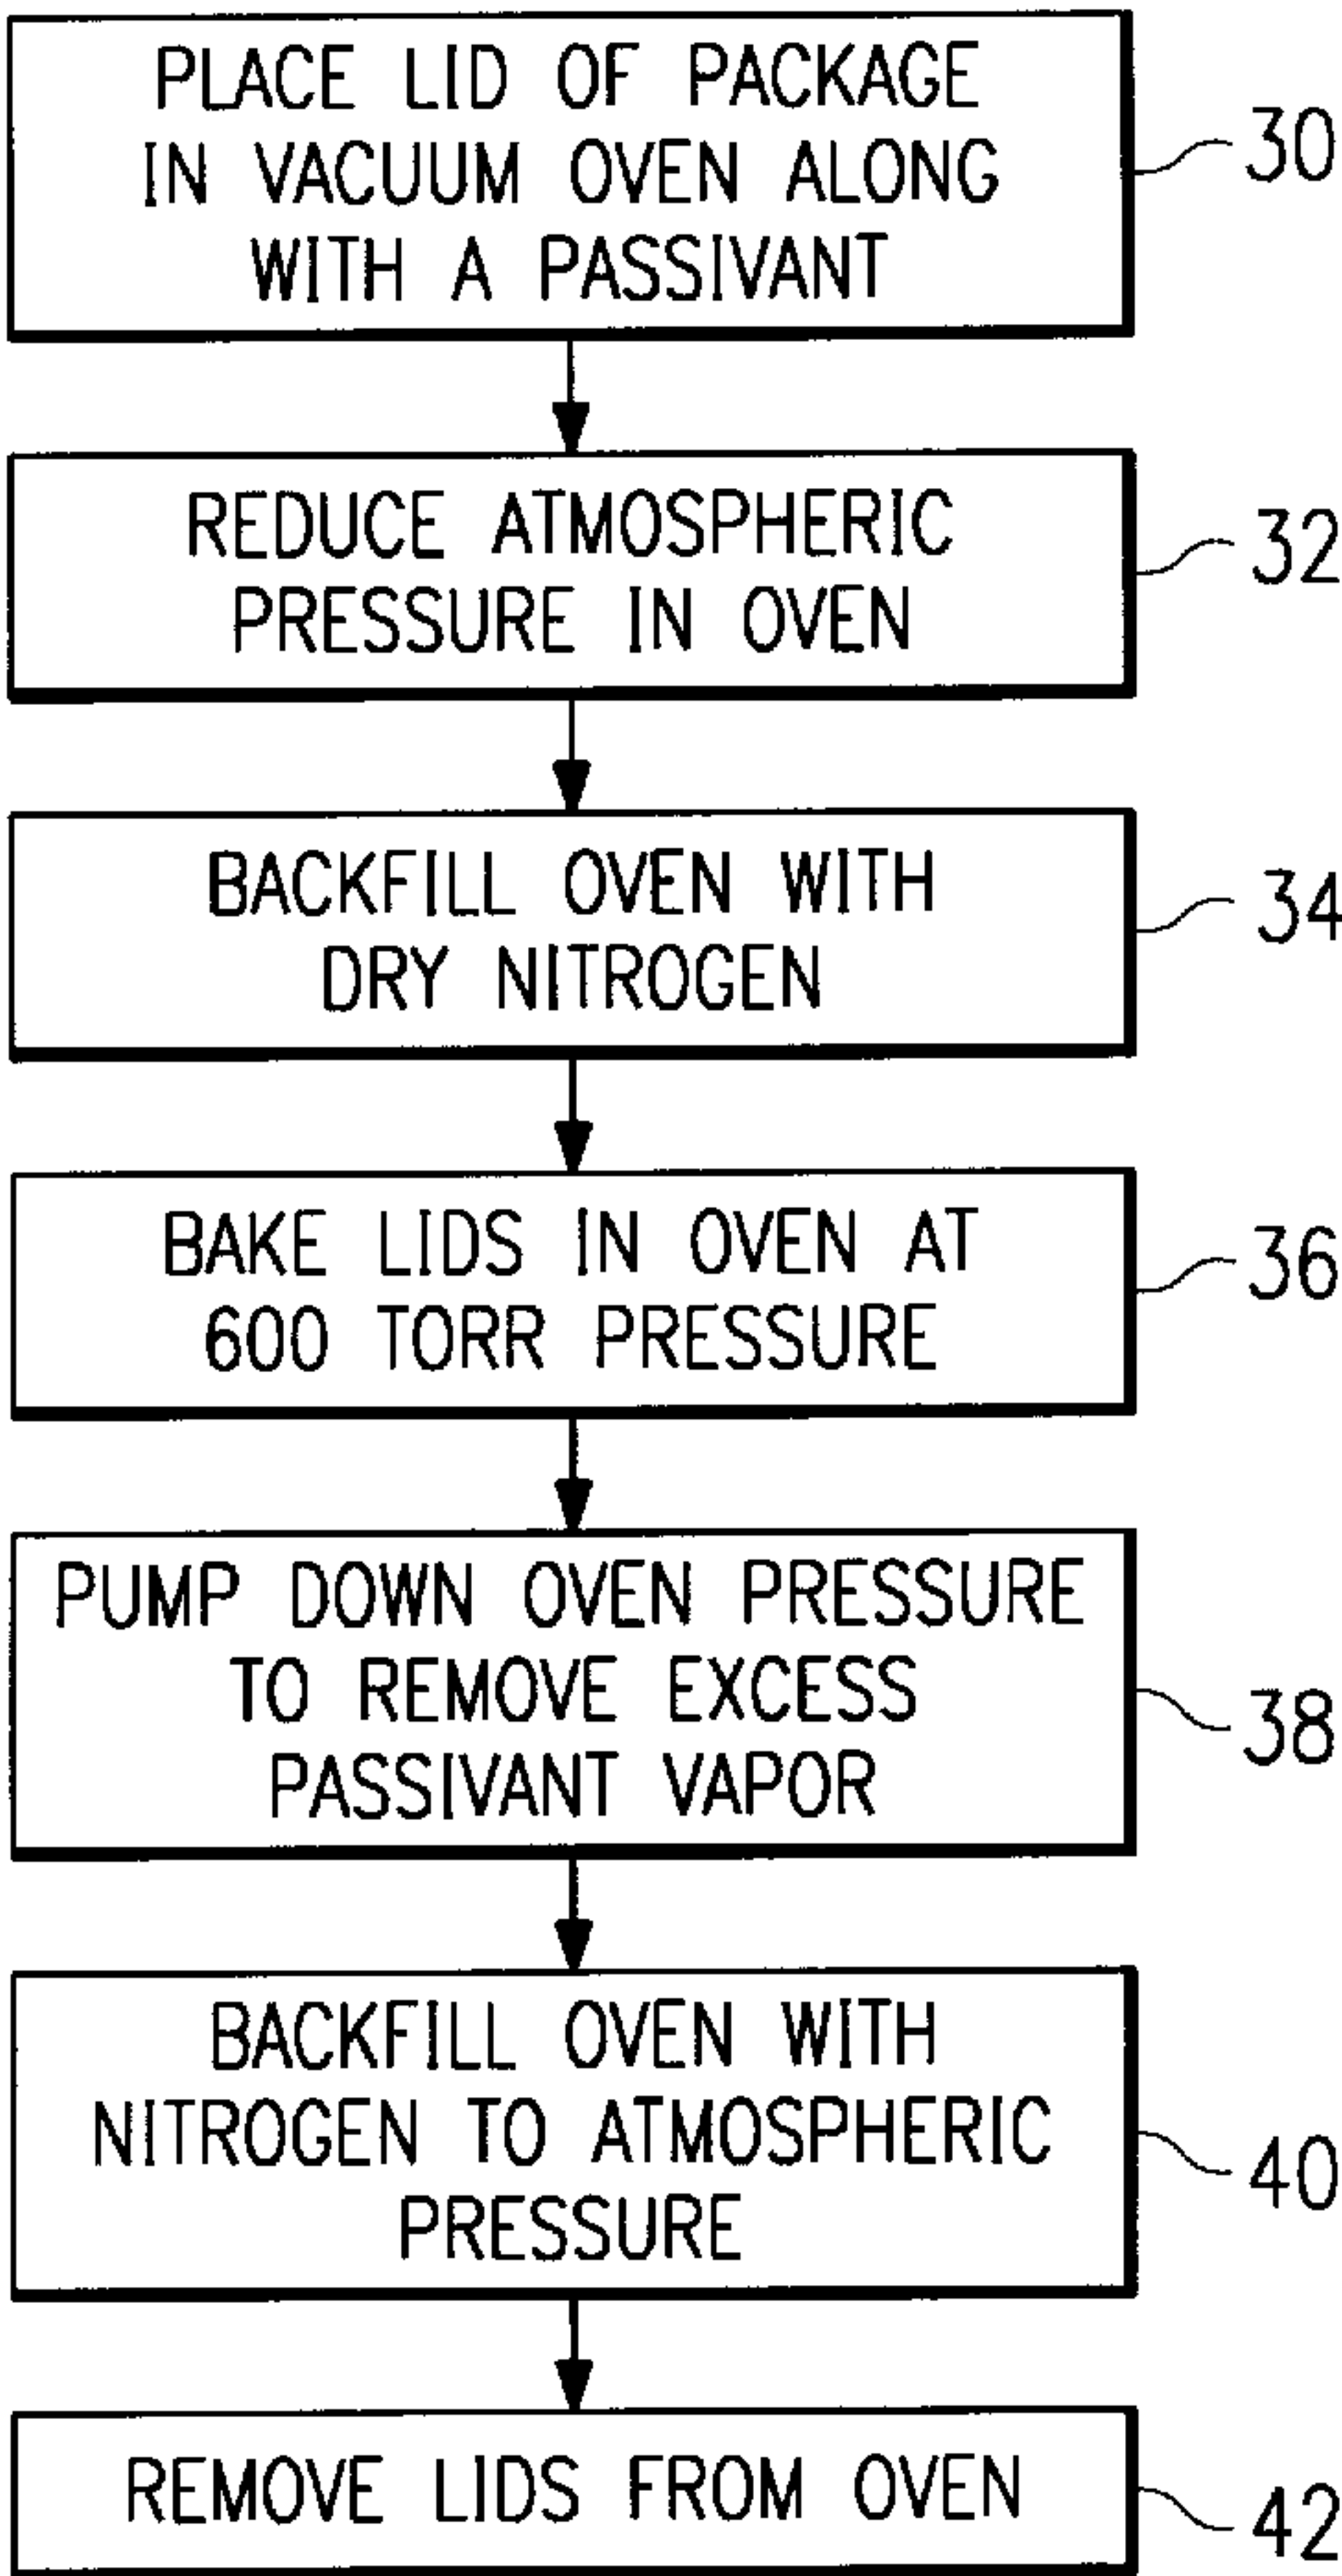 PLACE LID OF PACKAGE
IN VACUUM OVEN ALONG
WITH A PASSIVANT
30
REDUCE ATMOSPHERIC
PRESSURE IN OVEN
32
BACKFILL OVEN WITH
DRY NITROGEN
34
BAKE LIDS IN OVEN AT
600 TORR PRESSURE
36
PUMP DOWN OVEN PRESSURE
TO REMOVE EXCESS
PASSIVANT VAPOR
38
BACKFILL OVEN WITH
NITROGEN TO ATMOSPHERIC
PRESSURE
40
REMOVE LIDS FROM OVEN
42